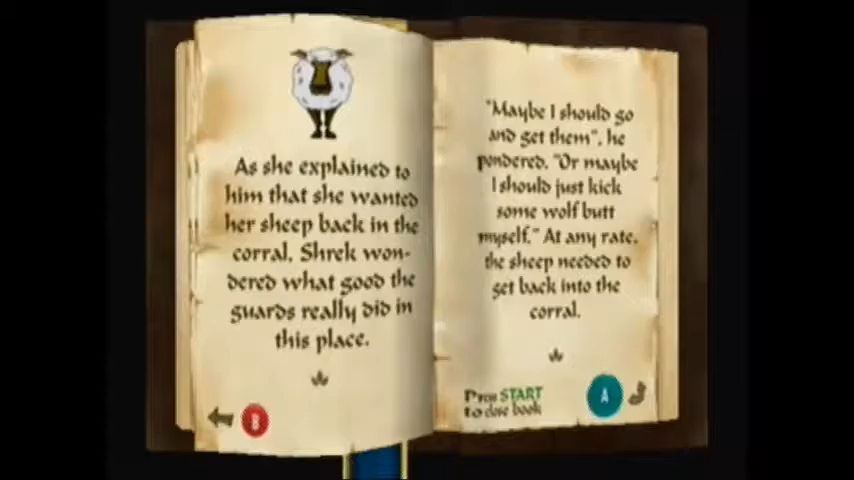 As she explained to
him that she wanted
her sheep back in the
corral, Shrek won-
dered what good the
guards really did in
this place.
B
"Maybe I should go
and get them", he
pondered. "Or maybe
I should just kick
some wolf butt
myself." At any rate,
the sheep needed to
get back into the
corral.
Press START
to close book
A